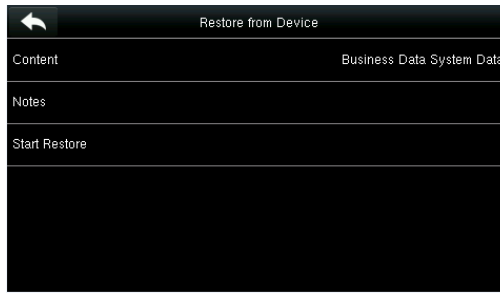 Restore from Device
Content Business Data System Data
Notes
Start Restore